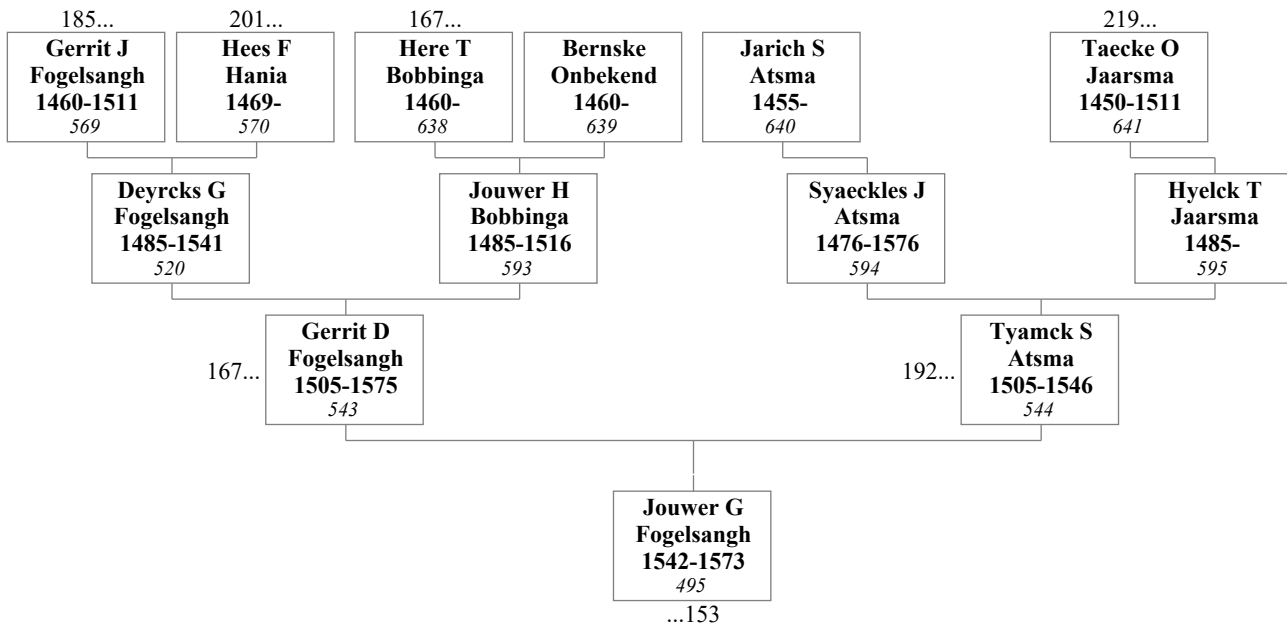 185...
201...
167...
219...
Gerrit J
Fogelsangh
1460-1511
569
Hees F
Hania
1469-
570
Here T
Bobbinga
1460-
638
Bernske
Onbekend
1460-
639
Jarich S
Atsma
1455-
640
Taecke O
Jaarsma
1450-1511
641
Deyrcks G
Fogelsangh
1485-1541
520
Jouwer H
Bobbinga
1485-1516
593
Syaeckles J
Atsma
1476-1576
594
Hyelck T
Jaarsma
1485-
595
167...
Gerrit D
Fogelsangh
1505-1575
543
192...
Tyamck S
Atsma
1505-1546
544
Jouwer G
Fogelsangh
1542-1573
495
...153